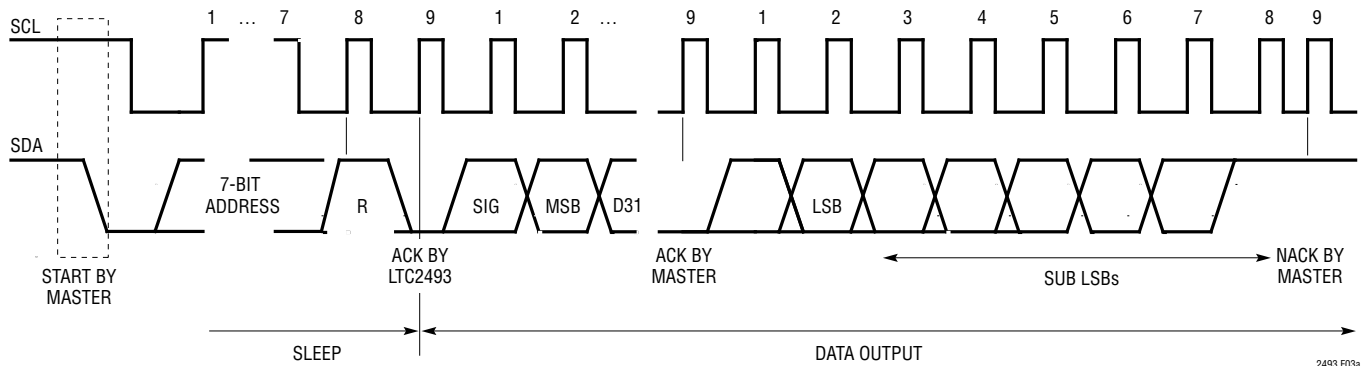 1 … 7 8 9 1 2 … 9 1 2 3 4 5 6 7 8 9
SCL
SDA
7-BIT
ADDRESS
R
SIG
MSB
D31
LSB
START BY
MASTER
ACK BY
LTC2493
ACK BY
MASTER
SUB LSBs
NACK BY
MASTER
SLEEP
DATA OUTPUT
2493 F03a